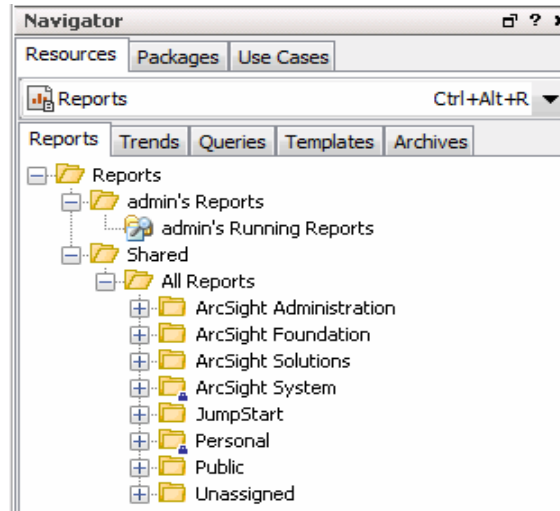 Navigator ?
Resources Packages Use Cases
Reports Ctrl+Alt+R
Reports Trends Queries Templates Archives
Reports
admin's Reports
admin's Running Reports
Shared
All Reports
ArcSight Administration
ArcSight Foundation
ArcSight Solutions
ArcSight System
JumpStart
Personal
Public
Unassigned